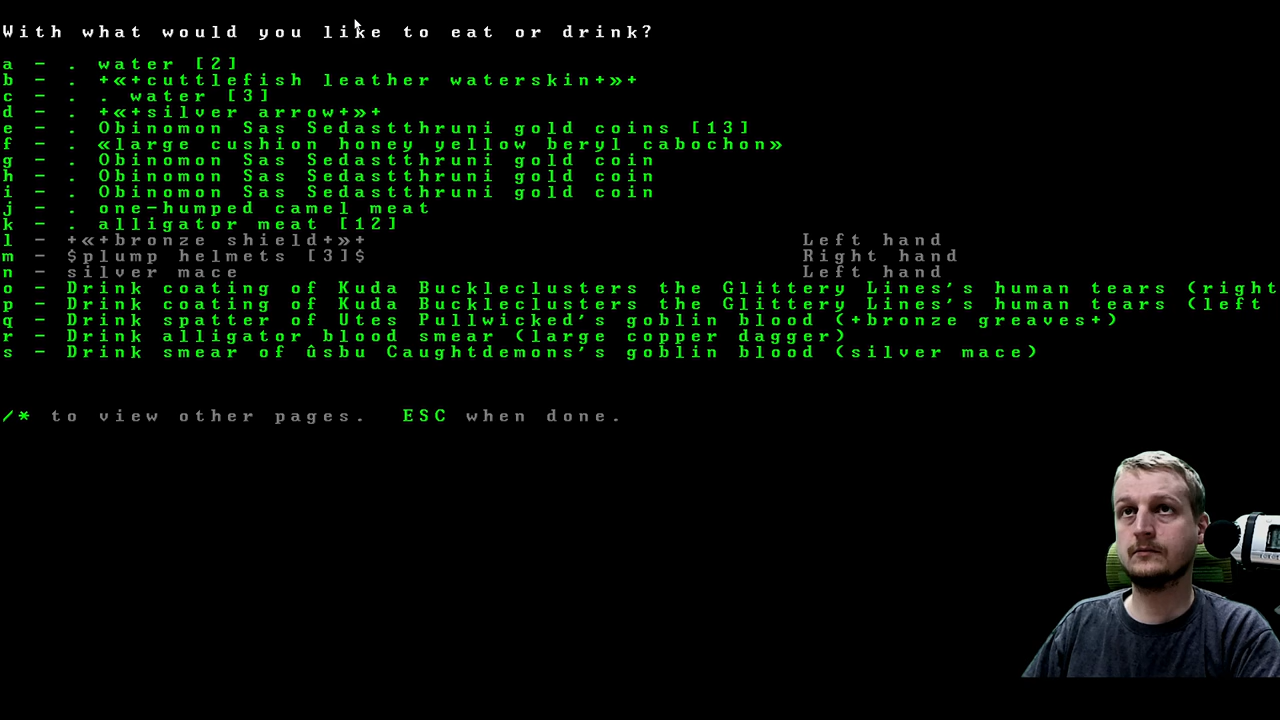 With what would you like to eat or drink?
a - . water [2]
b - . +«+cuttlefish leather waterskin+»+
c - . . water [3]
d - . +«+silver arrow+»+
e - . Obinomon Sas Sedastthruni gold coins [13]
f - . «large cushion honey yellow beryl cabochon»
g - . Obinomon Sas Sedastthruni gold coin
h - . Obinomon Sas Sedastthruni gold coin
i - . Obinomon Sas Sedastthruni gold coin
j - . one-humped camel meat
k - . alligator meat [12]
l - +«+bronze shield+»+ Left hand
m - $plump helmets [3]$ Right hand
n - silver mace Left hand
o - Drink coating of Kuda Buckleclusters the Glittery Lines's human tears (right
p - Drink coating of Kuda Buckleclusters the Glittery Lines's human tears (left
q - Drink spatter of Utes Pullwicked's goblin blood (+bronze greaves+)
r - Drink alligator blood smear (large copper dagger)
s - Drink smear of ûsbu Caughtdemons's goblin blood (silver mace)
/* to view other pages. ESC when done.